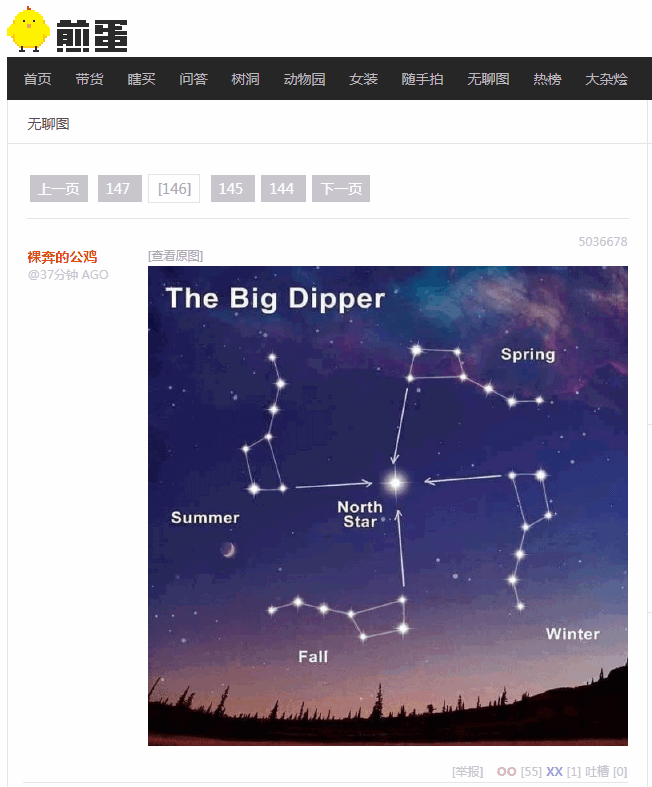 煎蛋
首页 带货 瞎买 问答 树洞 动物园 女装 随手拍 无聊图 热榜 大杂烩
无聊图
上一页 147 [146] 145 144 下一页
5036678
裸奔的公鸡
@37分钟 AGO
[查看原图]
The Big Dipper
Spring
Summer
North
Star
Fall
Winter
[举报] OO [55] XX [1] 吐槽 [0]